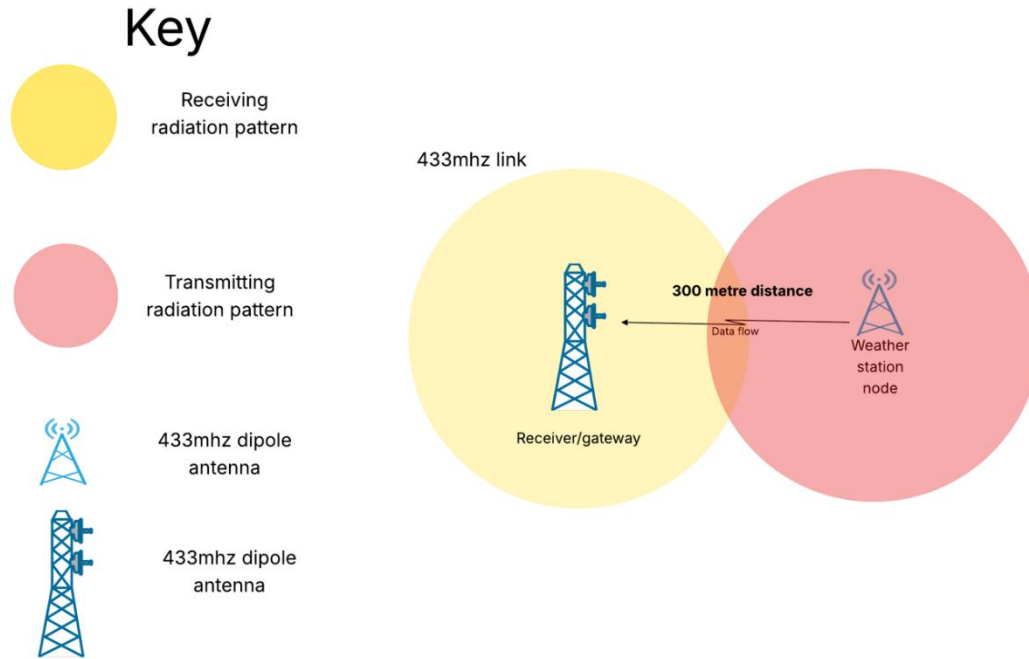 Key
Receiving
radiation pattern
Transmitting
radiation pattern
433mhz dipole
antenna
433mhz dipole
antenna
433mhz link
300 metre distance
Data flow
Weather
station
node
Receiver/gateway